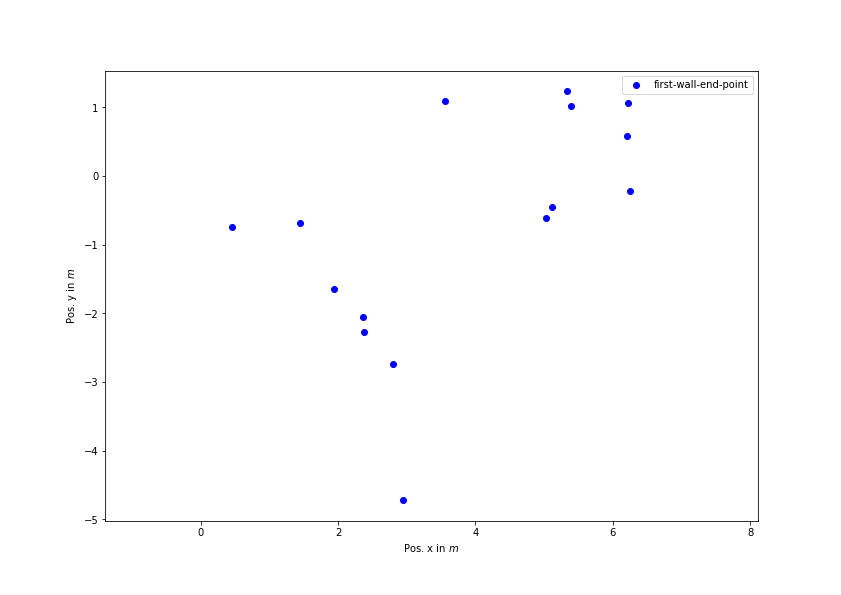 first-wall-end-point
1
0
−1
−2
−3
−4
−5
Pos. y in m
0 2 4 6 8
Pos. x in m